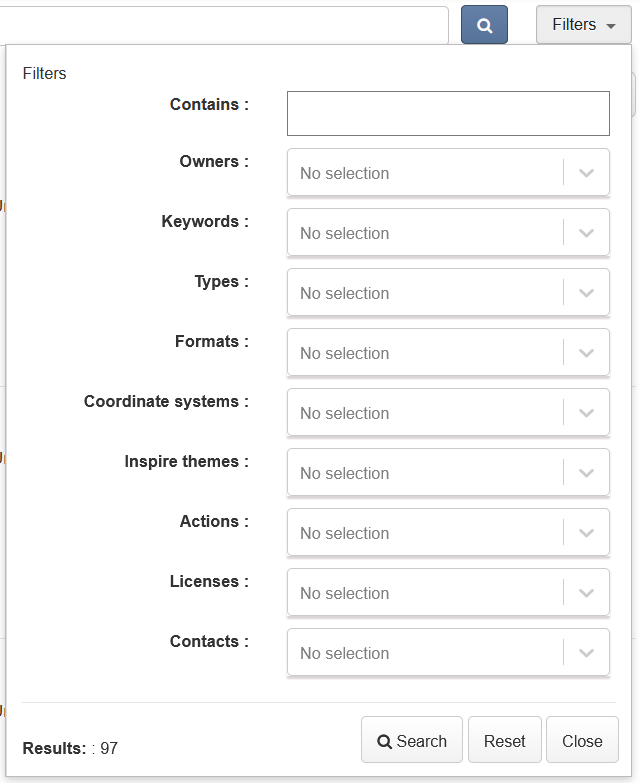 Filters
Filters
Contains :
Owners :
No selection
Keywords :
No selection
Types :
No selection
Formats :
No selection
Coordinate systems :
No selection
Inspire themes :
No selection
Actions :
No selection
Licenses :
No selection
Contacts :
No selection
Results: : 97
Search
Reset
Close